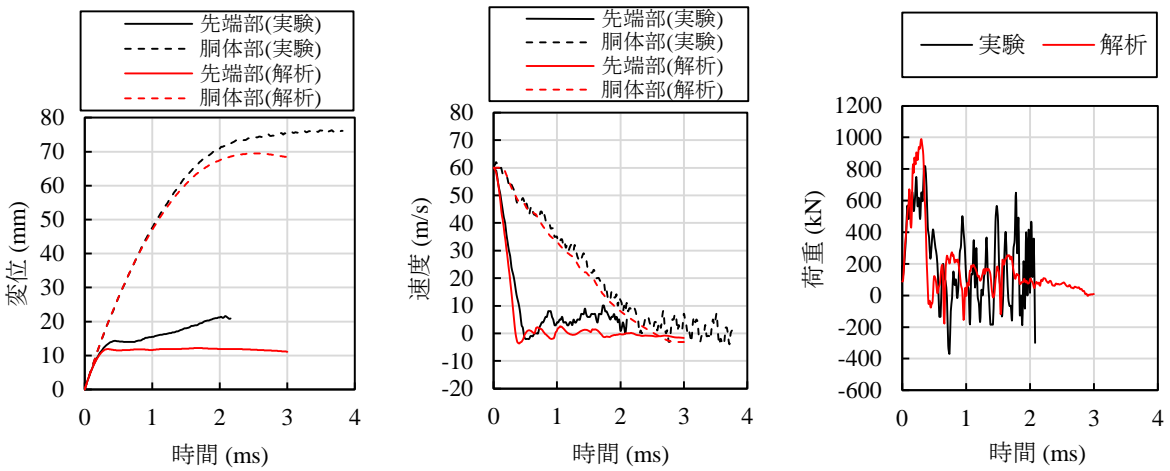 先端部(実験)
胴体部(実験)
先端部(解析)
胴体部(解析)
80
70
60
50
40
30
20
10
0
変位 (mm)
0 1 2 3 4
時間 (ms)
先端部(実験)
胴体部(実験)
先端部(解析)
胴体部(解析)
80
70
60
50
40
30
20
10
0
-10
-20
速度 (m/s)
0 1 2 3 4
時間 (ms)
実験 解析
1200
1000
800
600
400
200
0
-200
-400
-600
荷重 (kN)
0 1 2 3 4
時間 (ms)